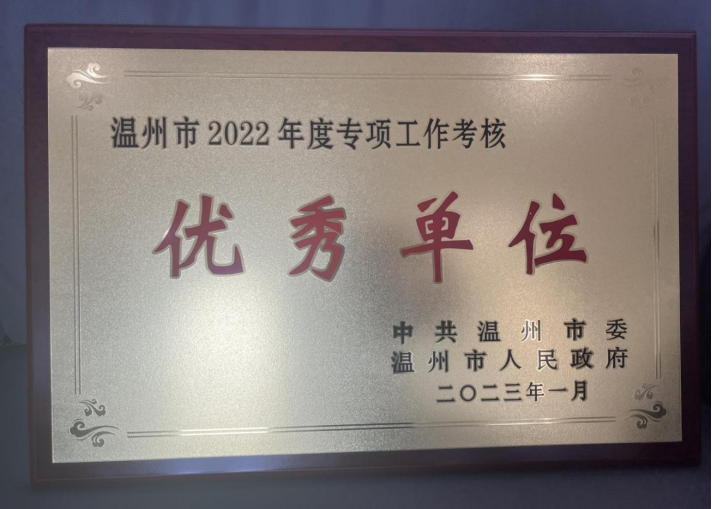 温州市2022年度专项工作考核
优秀单位
中共温州市委
温州市人民政府
二〇二三年一月